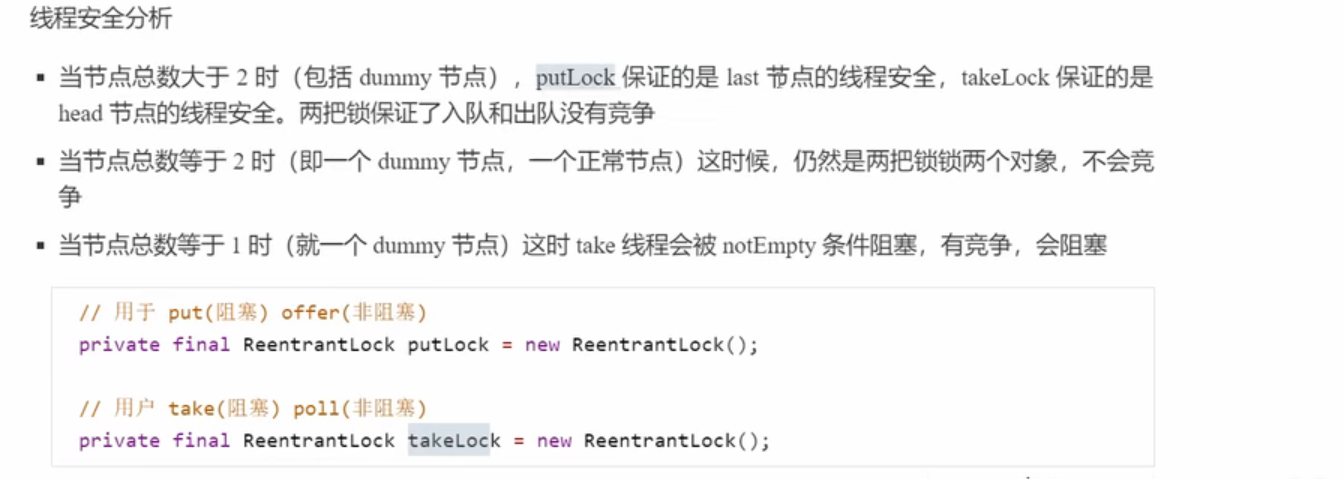 线程安全分析
▪ 当节点总数大于 2 时（包括 dummy 节点），putLock 保证的是 last 节点的线程安全，takeLock 保证的是
head 节点的线程安全。两把锁保证了入队和出队没有竞争
▪ 当节点总数等于 2 时（即一个 dummy 节点，一个正常节点）这时候，仍然是两把锁锁两个对象，不会竞
争
▪ 当节点总数等于 1 时（就一个 dummy 节点）这时 take 线程会被 notEmpty 条件阻塞，有竞争，会阻塞
// 用于 put(阻塞) offer(非阻塞)
private final ReentrantLock putLock = new ReentrantLock();
// 用户 take(阻塞) poll(非阻塞)
private final ReentrantLock takeLock = new ReentrantLock();